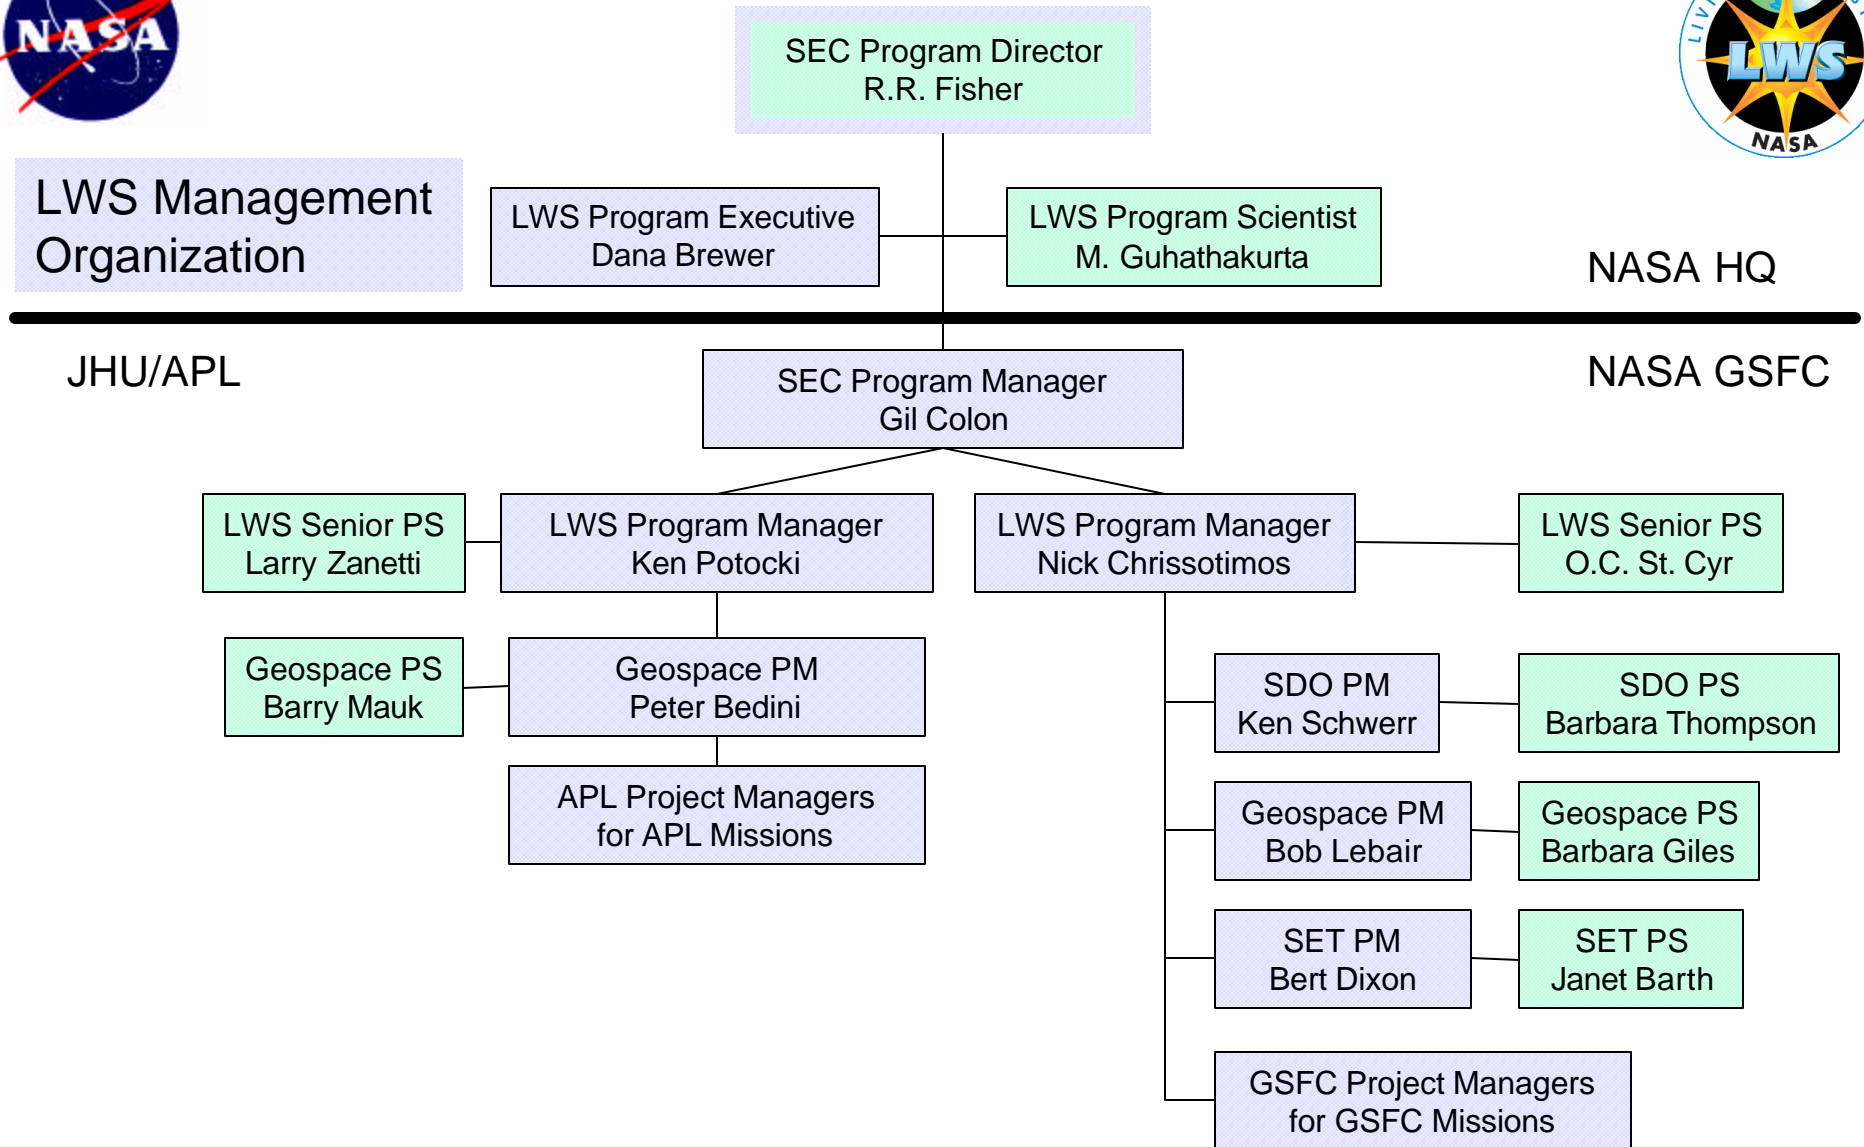 NASA
SEC Program Director
R.R. Fisher
LWS
NASA
LWS Management
Organization
LWS Program Executive
Dana Brewer
LWS Program Scientist
M. Guhathakurta
NASA HQ
JHU/APL
NASA GSFC
SEC Program Manager
Gil Colon
LWS Senior PS
Larry Zanetti
LWS Program Manager
Ken Potocki
LWS Program Manager
Nick Chrissotimos
LWS Senior PS
O.C. St. Cyr
Geospace PS
Barry Mauk
Geospace PM
Peter Bedini
SDO PM
Ken Schwerr
SDO PS
Barbara Thompson
APL Project Managers
for APL Missions
Geospace PM
Bob Lebair
Geospace PS
Barbara Giles
SET PM
Bert Dixon
SET PS
Janet Barth
GSFC Project Managers
for GSFC Missions